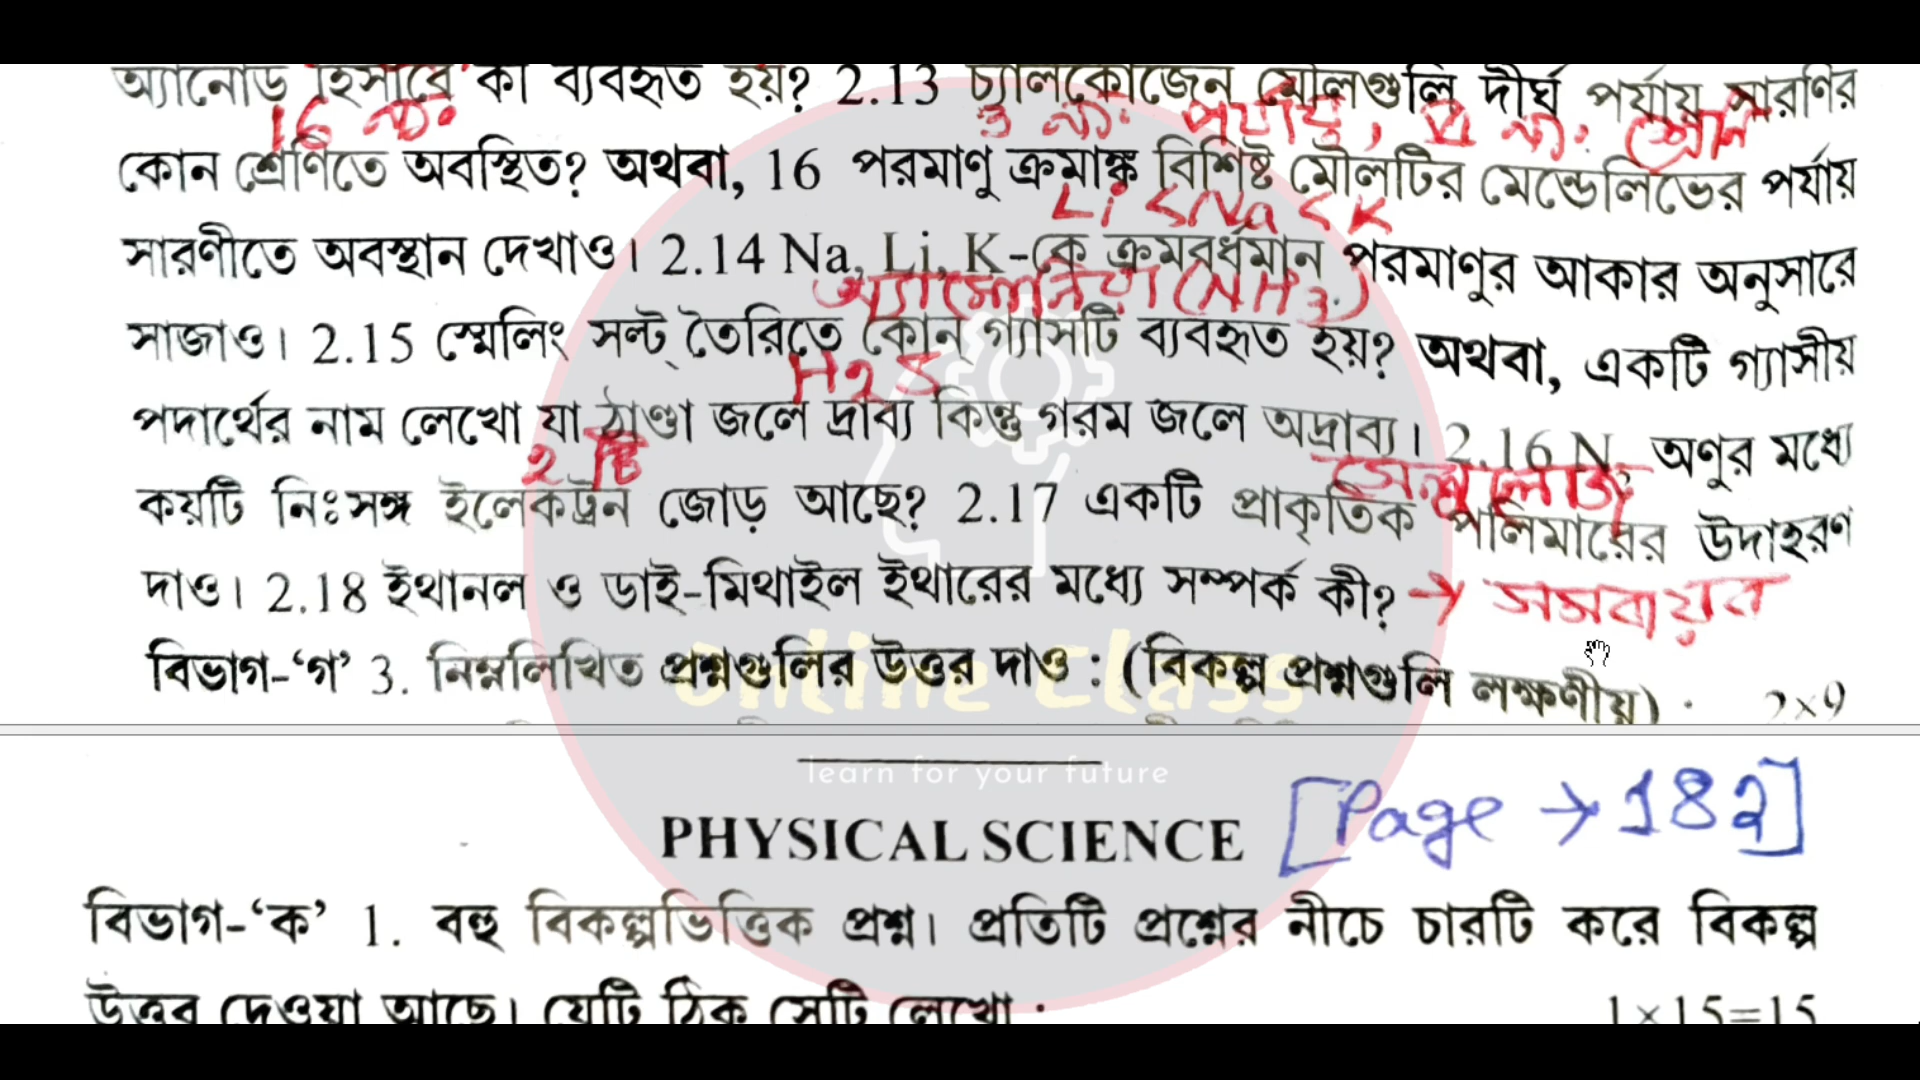 অ্যানোড হিসাবে কী ব্যবহৃত হয়? 2.13 চ্যালকোজেন মৌলগুলি দীর্ঘ পর্যায় সারণির
16 নং
3 নং পর্যায়,
কোন শ্রেণিতে অবস্থিত? অথবা, 16 পরমাণু ক্রমাঙ্ক বিশিষ্ট মৌলটির মেন্ডেলিভের পর্যায়
Li < Na < K
সারণীতে অবস্থান দেখাও। 2.14 Na, Li, K-কে ক্রমবর্ধমান পরমাণুর আকার অনুসারে
অ্যামোনিয়া (NH3)
সাজাও। 2.15 স্মেলিং সল্ট্ তৈরিতে কোন্ গ্যাসটি ব্যবহৃত হয়? অথবা, একটি গ্যাসীয়
H2S
পদার্থের নাম লেখো যা ঠাণ্ডা জলে দ্রাব্য কিন্তু গরম জলে অদ্রাব্য। 2.16 N2 অণুর মধ্যে
২ টি
সেলুলোজ
কয়টি নিঃসঙ্গ ইলেকট্রন জোড় আছে? 2.17 একটি প্রাকৃতিক পলিমারের উদাহরণ
দাও। 2.18 ইথানল ও ডাই-মিথাইল ইথারের মধ্যে সম্পর্ক কী? → সমবায়ব
বিভাগ-‘গ’ 3. নিম্নলিখিত প্রশ্নগুলির উত্তর দাও : (বিকল্প প্রশ্নগুলি লক্ষণীয়) : 2×9
online Class
learn for your future
PHYSICAL SCIENCE [Page → 182]
বিভাগ-‘ক’ 1. বহু বিকল্পভিত্তিক প্রশ্ন। প্রতিটি প্রশ্নের নীচে চারটি করে বিকল্প
উত্তর দেওয়া আছে। যেটি ঠিক সেটি লেখো : 1×15=15